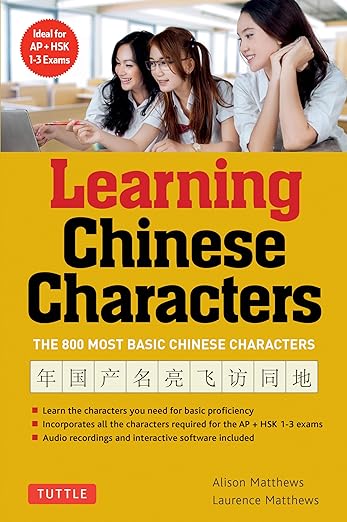 Ideal for
AP + HSK
1-3 Exams
Learning
Chinese
Characters
THE 800 MOST BASIC CHINESE CHARACTERS
年国产名亮飞访同地
Learn the characters you need for basic proficiency
Incorporates all the characters required for the AP + HSK 1-3 exams
Audio recordings and interactive software included
Alison Matthews
Laurence Matthews
TUTTLE